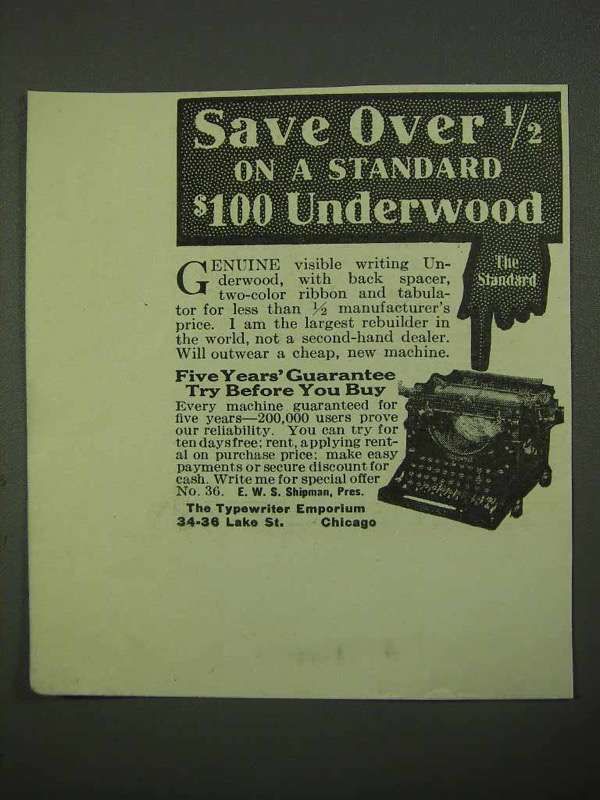 Save Over ½
ON A STANDARD
$100 Underwood
The
Standard
GENUINE visible writing Un-
derwood, with back spacer,
two-color ribbon and tabula-
tor for less than ½ manufacturer's
price. I am the largest rebuilder in
the world, not a second-hand dealer.
Will outwear a cheap, new machine.
Five Years' Guarantee
Try Before You Buy
Every machine guaranteed for
five years—200,000 users prove
our reliability. You can try for
ten days free; rent, applying rent-
al on purchase price; make easy
payments or secure discount for
cash. Write me for special offer
No. 36. E. W. S. Shipman, Pres.
The Typewriter Emporium
34-36 Lake St. Chicago